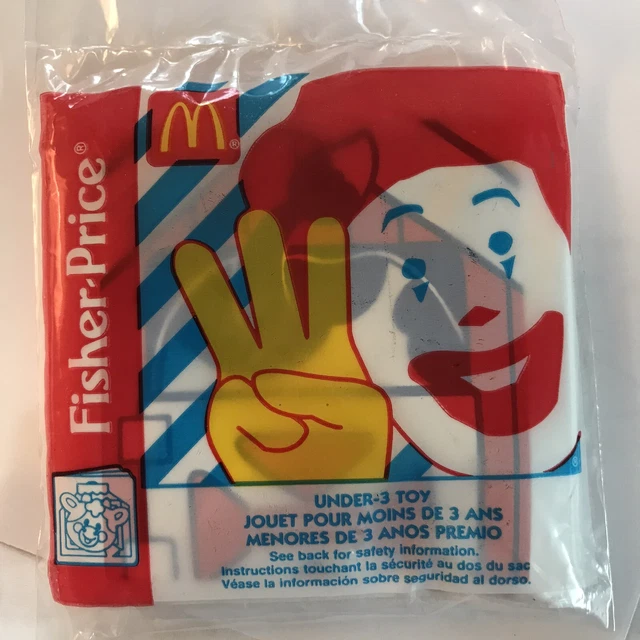 Fisher-Price®
M®
UNDER-3 TOY
JOUET POUR MOINS DE 3 ANS
MENORES DE 3 ANOS PREMIO
See back for safety information.
Instructions touchant la sécurité au dos du sac
Véase la información sobre seguridad al dorso.